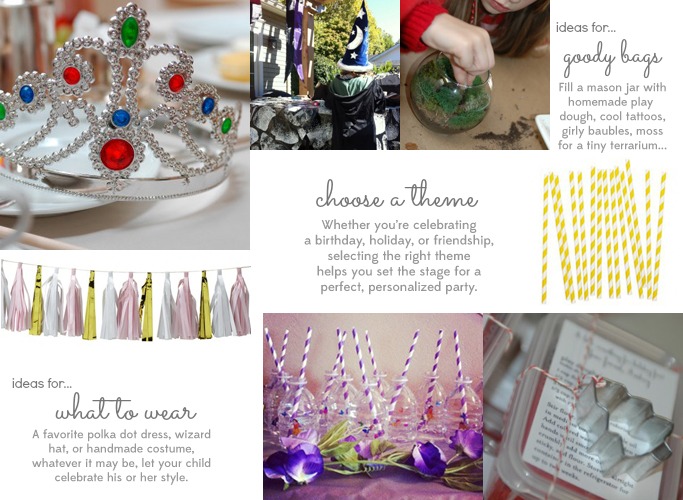 ideas for...
goody bags
Fill a mason jar with
homemade play
dough, cool tattoos,
girly baubles, moss
for a tiny terrarium...
choose a theme
Whether you're celebrating
a birthday, holiday, or friendship,
selecting the right theme
helps you set the stage for a
perfect, personalized party.
ideas for...
what to wear
A favorite polka dot dress, wizard
hat, or handmade costume,
whatever it may be, let your child
celebrate his or her style.